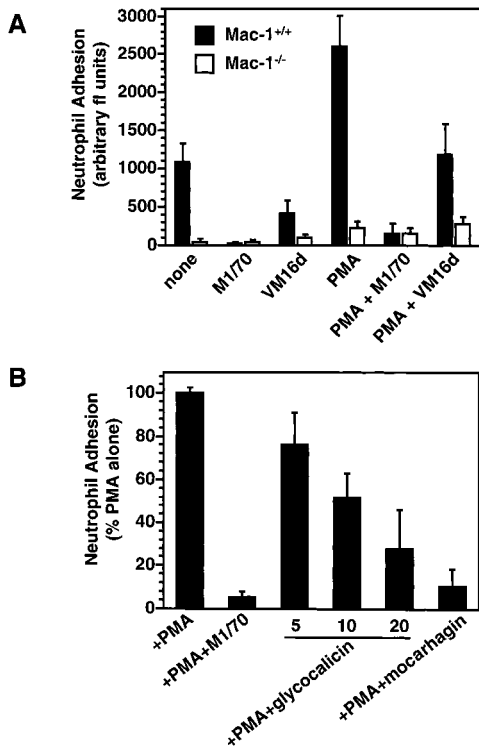 A
Neutrophil Adhesion
(arbitrary fl units)
3000
2500
2000
1500
1000
500
0
Mac-1+/+
Mac-1-/-
none
M1/70
VM16d
PMA
PMA + M1/70
PMA + VM16d
B
Neutrophil Adhesion
(% PMA alone)
100
80
60
40
20
0
+PMA
+PMA+M1/70
5 10 20
+PMA+glycocalicin
+PMA+mocarhagin